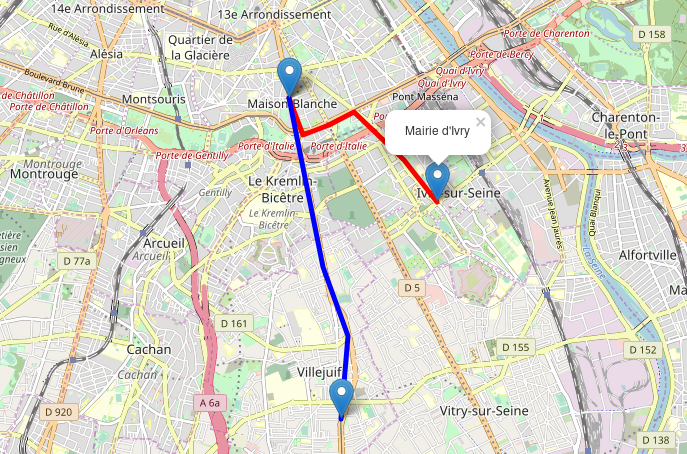 14e Arrondissement
13e Arrondissement
D 158
Rue d'Alésia
Quartier de
la Glacière
Porte de Charenton
Alésia
Porte de Bercy
Boulevard Brune
Quai d'Ivry
Quai d'Ivry
de Châtillon
Porte de Châtillon
Montsouris
Maison Blanche
Pont Masséna
Charenton-
le-Pont
Porte d'Orléans
Mairie d'Ivry
×
Porte d'Italie
Porte d'Italie
Porte de Gentilly
Montrouge
Montrouge
Le Kremlin-
Bicêtre
Gentilly
Ivry-sur-Seine
Avenue Jean Jaurès
Quai Blanqui
Le Kremlin-
Bicêtre
Arcueil
Arcueil
Alfortville
D 77a
D 5
D 161
Cachan
Cachan
D 155
D 152
Villejuif
A 6a
D 920
Vitry-sur-Seine
D 138